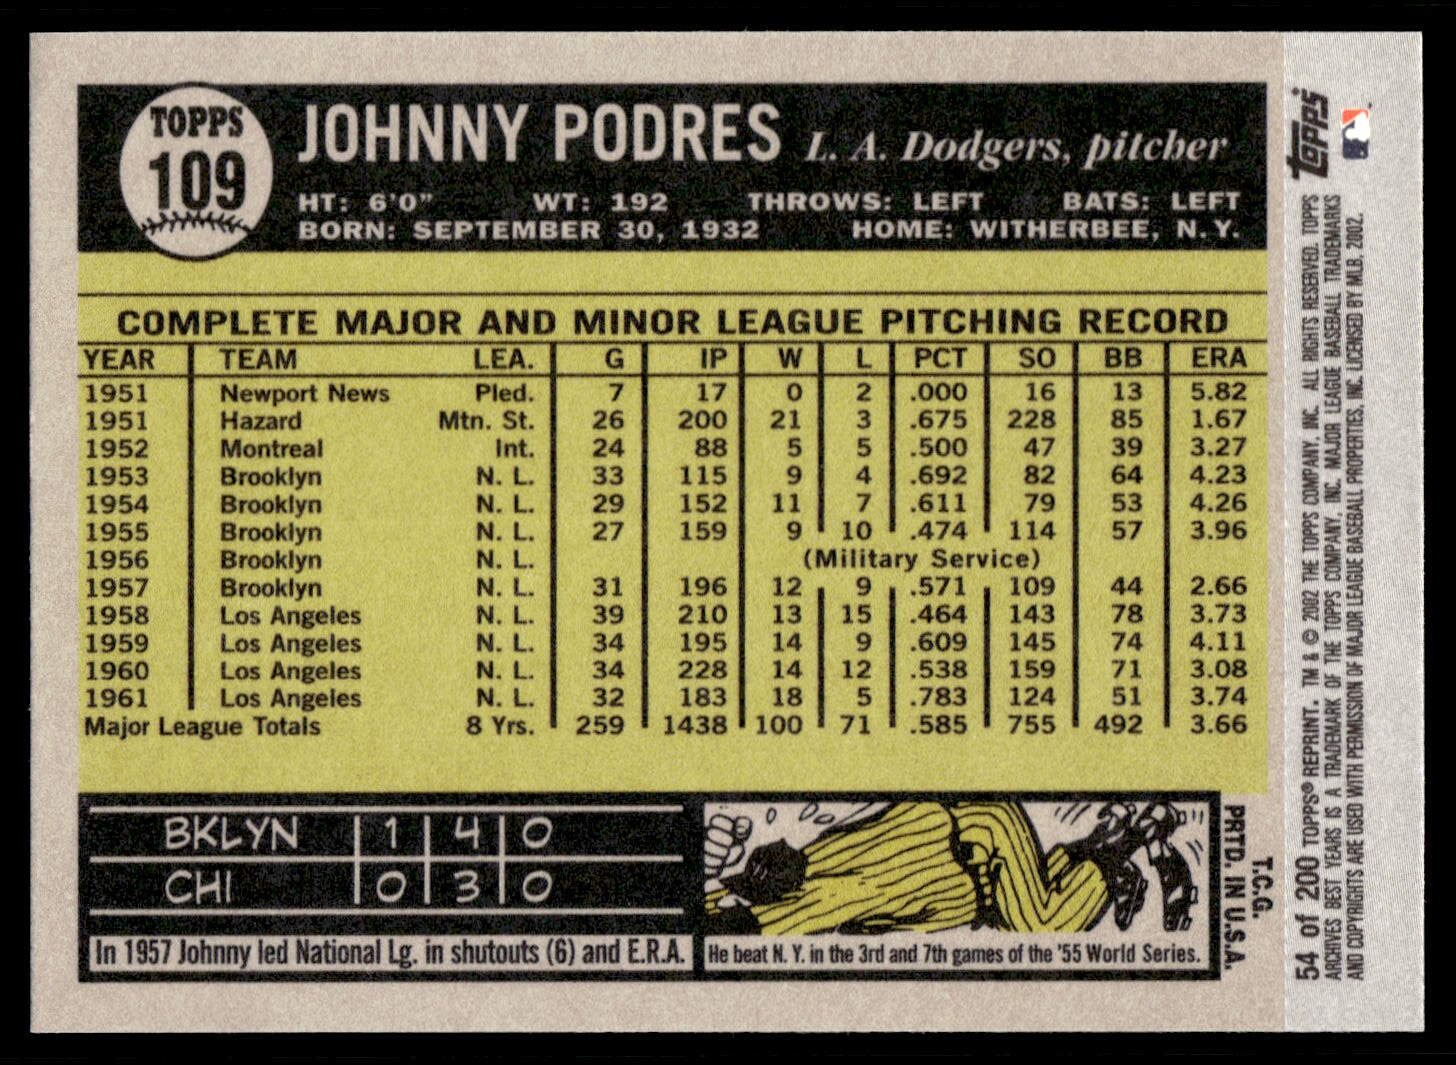 TOPPS
109
JOHNNY PODRES L. A. Dodgers, pitcher
HT: 6'0" WT: 192 THROWS: LEFT BATS: LEFT
BORN: SEPTEMBER 30, 1932 HOME: WITHERBEE, N. Y.
COMPLETE MAJOR AND MINOR LEAGUE PITCHING RECORD
YEAR TEAM LEA. G IP W L PCT SO BB ERA
1951 Newport News Pled. 7 17 0 2 .000 16 13 5.82
1951 Hazard Mtn. St. 26 200 21 3 .675 228 85 1.67
1952 Montreal Int. 24 88 5 5 .500 47 39 3.27
1953 Brooklyn N. L. 33 115 9 4 .692 82 64 4.23
1954 Brooklyn N. L. 29 152 11 7 .611 79 53 4.26
1955 Brooklyn N. L. 27 159 9 10 .474 114 57 3.96
1956 Brooklyn N. L. (Military Service)
1957 Brooklyn N. L. 31 196 12 9 .571 109 44 2.66
1958 Los Angeles N. L. 39 210 13 15 .464 143 78 3.73
1959 Los Angeles N. L. 34 195 14 9 .609 145 74 4.11
1960 Los Angeles N. L. 34 228 14 12 .538 159 71 3.08
1961 Los Angeles N. L. 32 183 18 5 .783 124 51 3.74
Major League Totals 8 Yrs. 259 1438 100 71 .585 755 492 3.66
BKLYN 1 4 0
CHI 0 3 0
In 1957 Johnny led National Lg. in shutouts (6) and E.R.A.
He beat N. Y. in the 3rd and 7th games of the '55 World Series.
T.C.G.
PRTD. IN U.S.A.
Topps
54 of 200 TOPPS® REPRINT. TM & © 2002 THE TOPPS COMPANY, INC. ALL RIGHTS RESERVED. TOPPS
ARCHIVES BEST YEARS IS A TRADEMARK OF THE TOPPS COMPANY, INC. MAJOR LEAGUE BASEBALL TRADEMARKS
AND COPYRIGHTS ARE USED WITH PERMISSION OF MAJOR LEAGUE BASEBALL PROPERTIES, INC. LICENSED BY MLB, 2002.